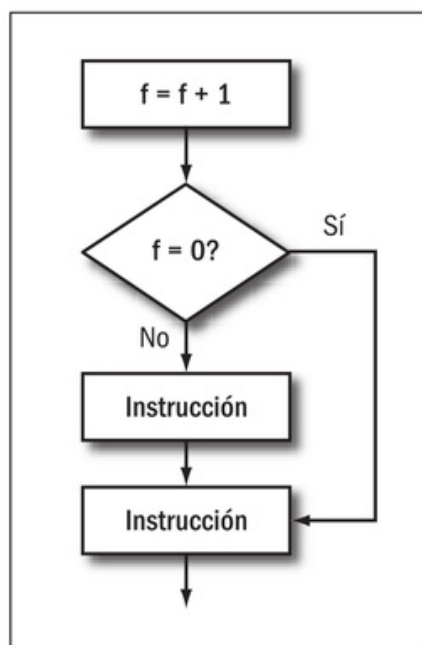 f = f + 1
f = 0?
Sí
No
Instrucción
Instrucción